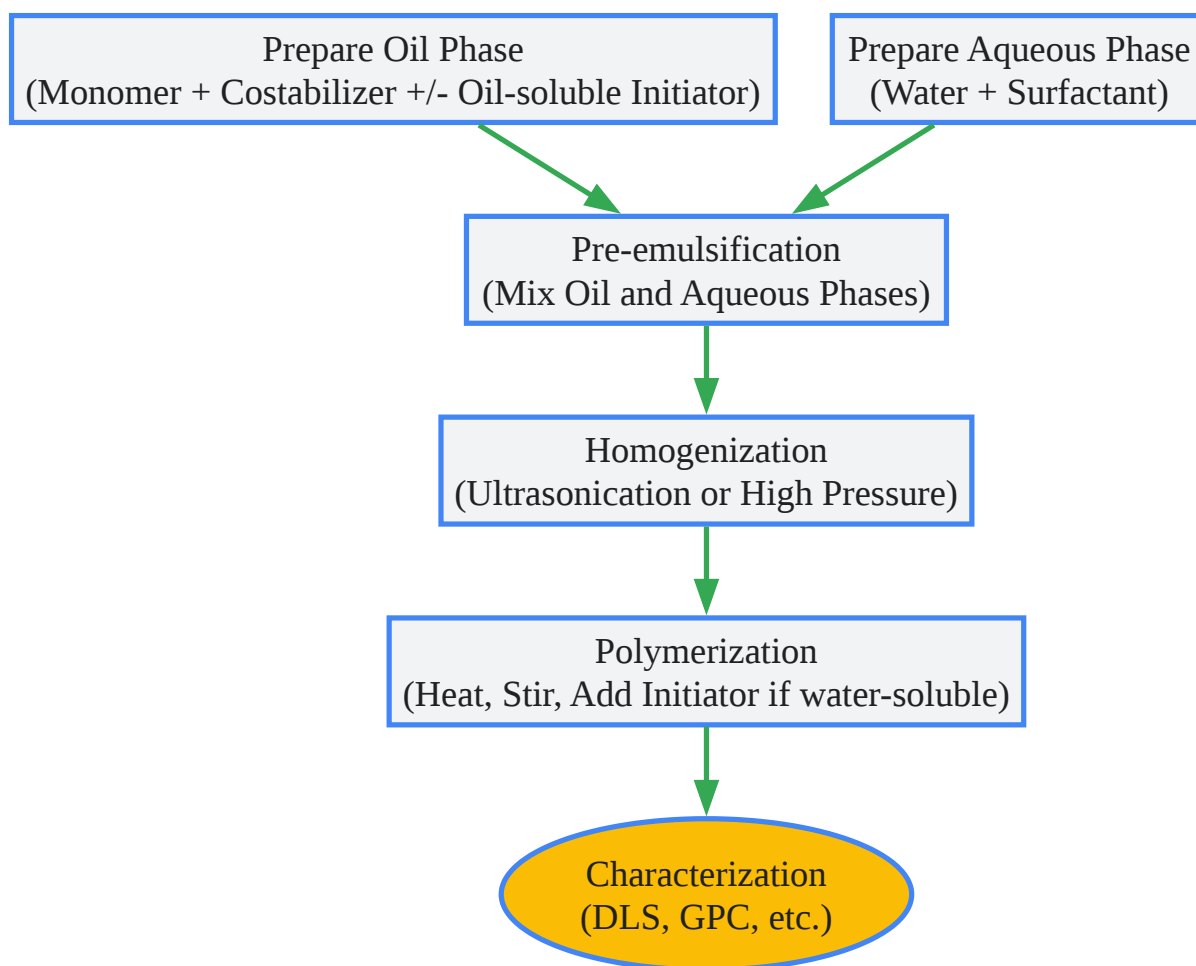 Prepare Oil Phase
(Monomer + Costabilizer +/- Oil-soluble Initiator)
Prepare Aqueous Phase
(Water + Surfactant)
Pre-emulsification
(Mix Oil and Aqueous Phases)
Homogenization
(Ultrasonication or High Pressure)
Polymerization
(Heat, Stir, Add Initiator if water-soluble)
Characterization
(DLS, GPC, etc.)